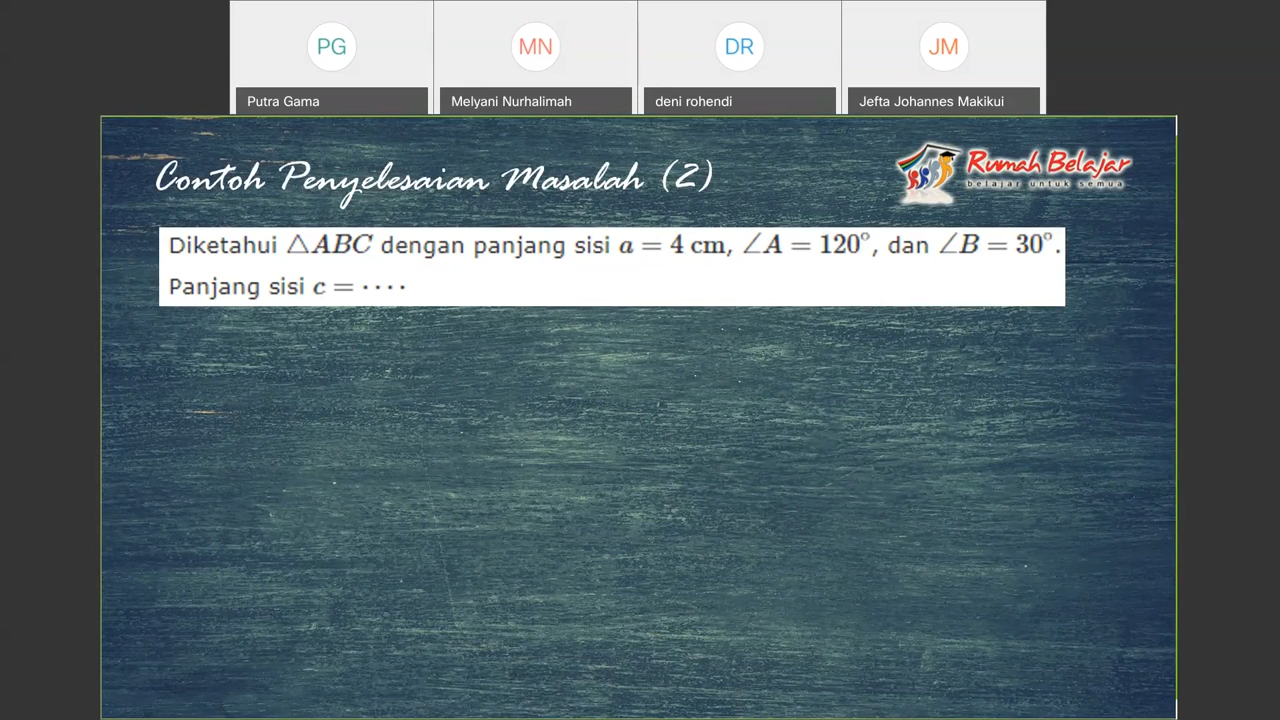 PG
MN
DR
JM
Putra Gama
Melyani Nurhalimah
deni rohendi
Jefta Johannes Makikui
Contoh Penyelesaian Masalah (2)
Rumah Belajar
belajar untuk semua
Diketahui △ABC dengan panjang sisi a = 4 cm, ∠A = 120°, dan ∠B = 30°.
Panjang sisi c = ····